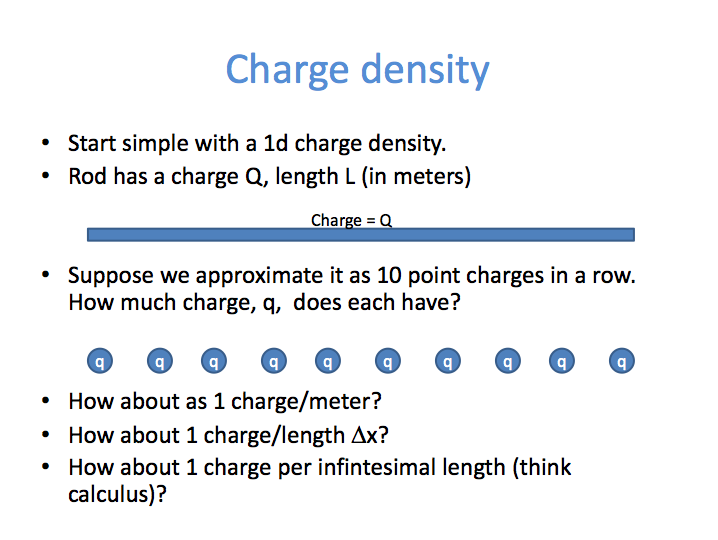 Charge density
• Start simple with a 1d charge density.
• Rod has a charge Q, length L (in meters)
Charge = Q
• Suppose we approximate it as 10 point charges in a row.
How much charge, q,  does each have?
q q q q q q q q q q
• How about as 1 charge/meter?
• How about 1 charge/length Δx?
• How about 1 charge per infintesimal length (think
calculus)?